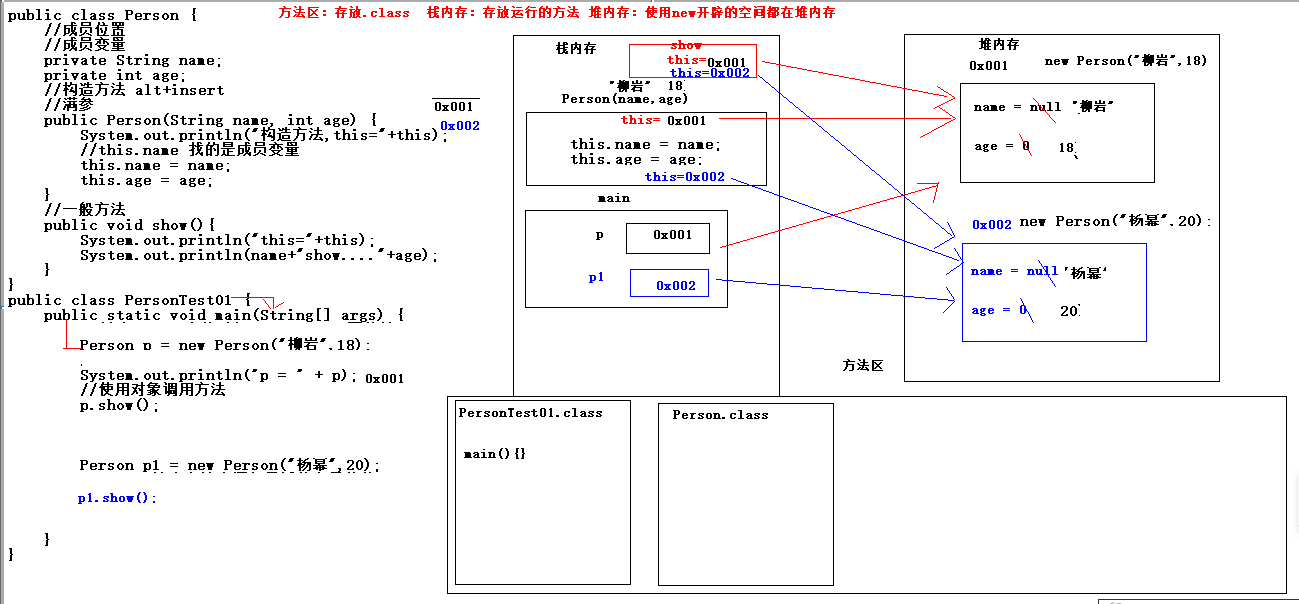 方法区：存放.class 栈内存：存放运行的方法 堆内存：使用new开辟的空间都在堆内存
public class Person {
//成员位置
//成员变量
private String name;
private int age;
//构造方法 alt+insert
//满参
public Person(String name, int age) {
System.out.println("构造方法,this="+this);
//this.name 找的是成员变量
this.name = name;
this.age = age;
}
//一般方法
public void show(){
System.out.println("this="+this);
System.out.println(name+"show...."+age);
}
}
public class PersonTest01 {
public static void main(String[] args) {
Person p = new Person("柳岩",18);
System.out.println("p = " + p); 0x001
//使用对象调用方法
p.show();
Person p1 = new Person("杨幂",20);
p1.show();
}
}
0x001
0x002
栈内存
show
this=0x001
this=0x002
"柳岩" 18
Person(name,age)
this= 0x001
this.name = name;
this.age = age;
this=0x002
main
p 0x001
p1 0x002
堆内存
0x001 new Person("柳岩",18)
name = null "柳岩"
age = 0 18
0x002 new Person("杨幂",20);
name = null "杨幂"
age = 0 20
方法区
PersonTest01.class
main(){}
Person.class